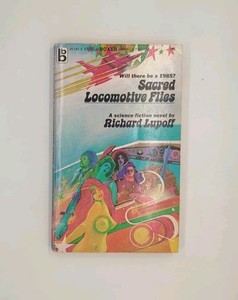 Will there be a 1985?
Sacred
Locomotive Flies
A science fiction novel by
Richard Lupoff